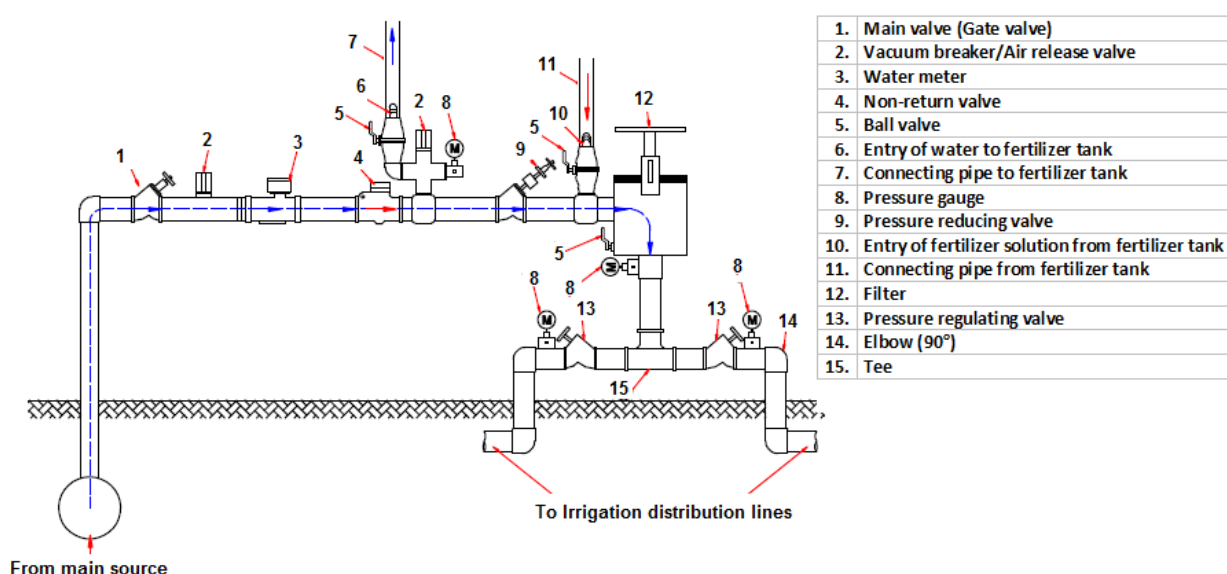 7
11
6
5
2
8
12
5
10
9
1
2
3
4
5
5
8
8
8
13
13
14
15
M
M
M
M
To Irrigation distribution lines
From main source
1. Main valve (Gate valve)
2. Vacuum breaker/Air release valve
3. Water meter
4. Non-return valve
5. Ball valve
6. Entry of water to fertilizer tank
7. Connecting pipe to fertilizer tank
8. Pressure gauge
9. Pressure reducing valve
10. Entry of fertilizer solution from fertilizer tank
11. Connecting pipe from fertilizer tank
12. Filter
13. Pressure regulating valve
14. Elbow (90°)
15. Tee